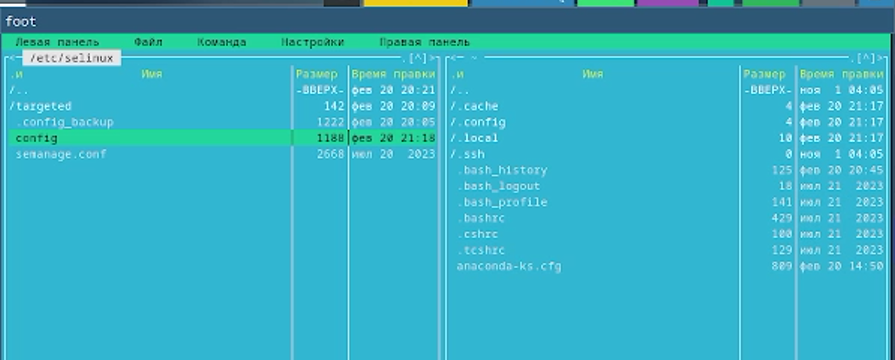 foot
Левая панель Файл Команда Настройки Правая панель
/etc/selinux .[^]>
.и Имя Размер Время правки
/.. -ВВЕРХ- фев 20 20:21
/targeted 142 фев 20 20:09
.config_backup 1222 фев 20 20:05
config 1188 фев 20 21:18
semanage.conf 2668 июл 20 2023
~ .[^]>
.и Имя Размер Время правки
/.. -ВВЕРХ- ноя 1 04:05
/.cache 4 фев 20 21:17
/.config 4 фев 20 21:17
/.local 10 фев 20 21:17
/.ssh 0 ноя 1 04:05
.bash_history 125 фев 20 20:45
.bash_logout 18 июл 21 2023
.bash_profile 141 июл 21 2023
.bashrc 429 июл 21 2023
.cshrc 100 июл 21 2023
.tcshrc 129 июл 21 2023
anaconda-ks.cfg 809 фев 20 14:50